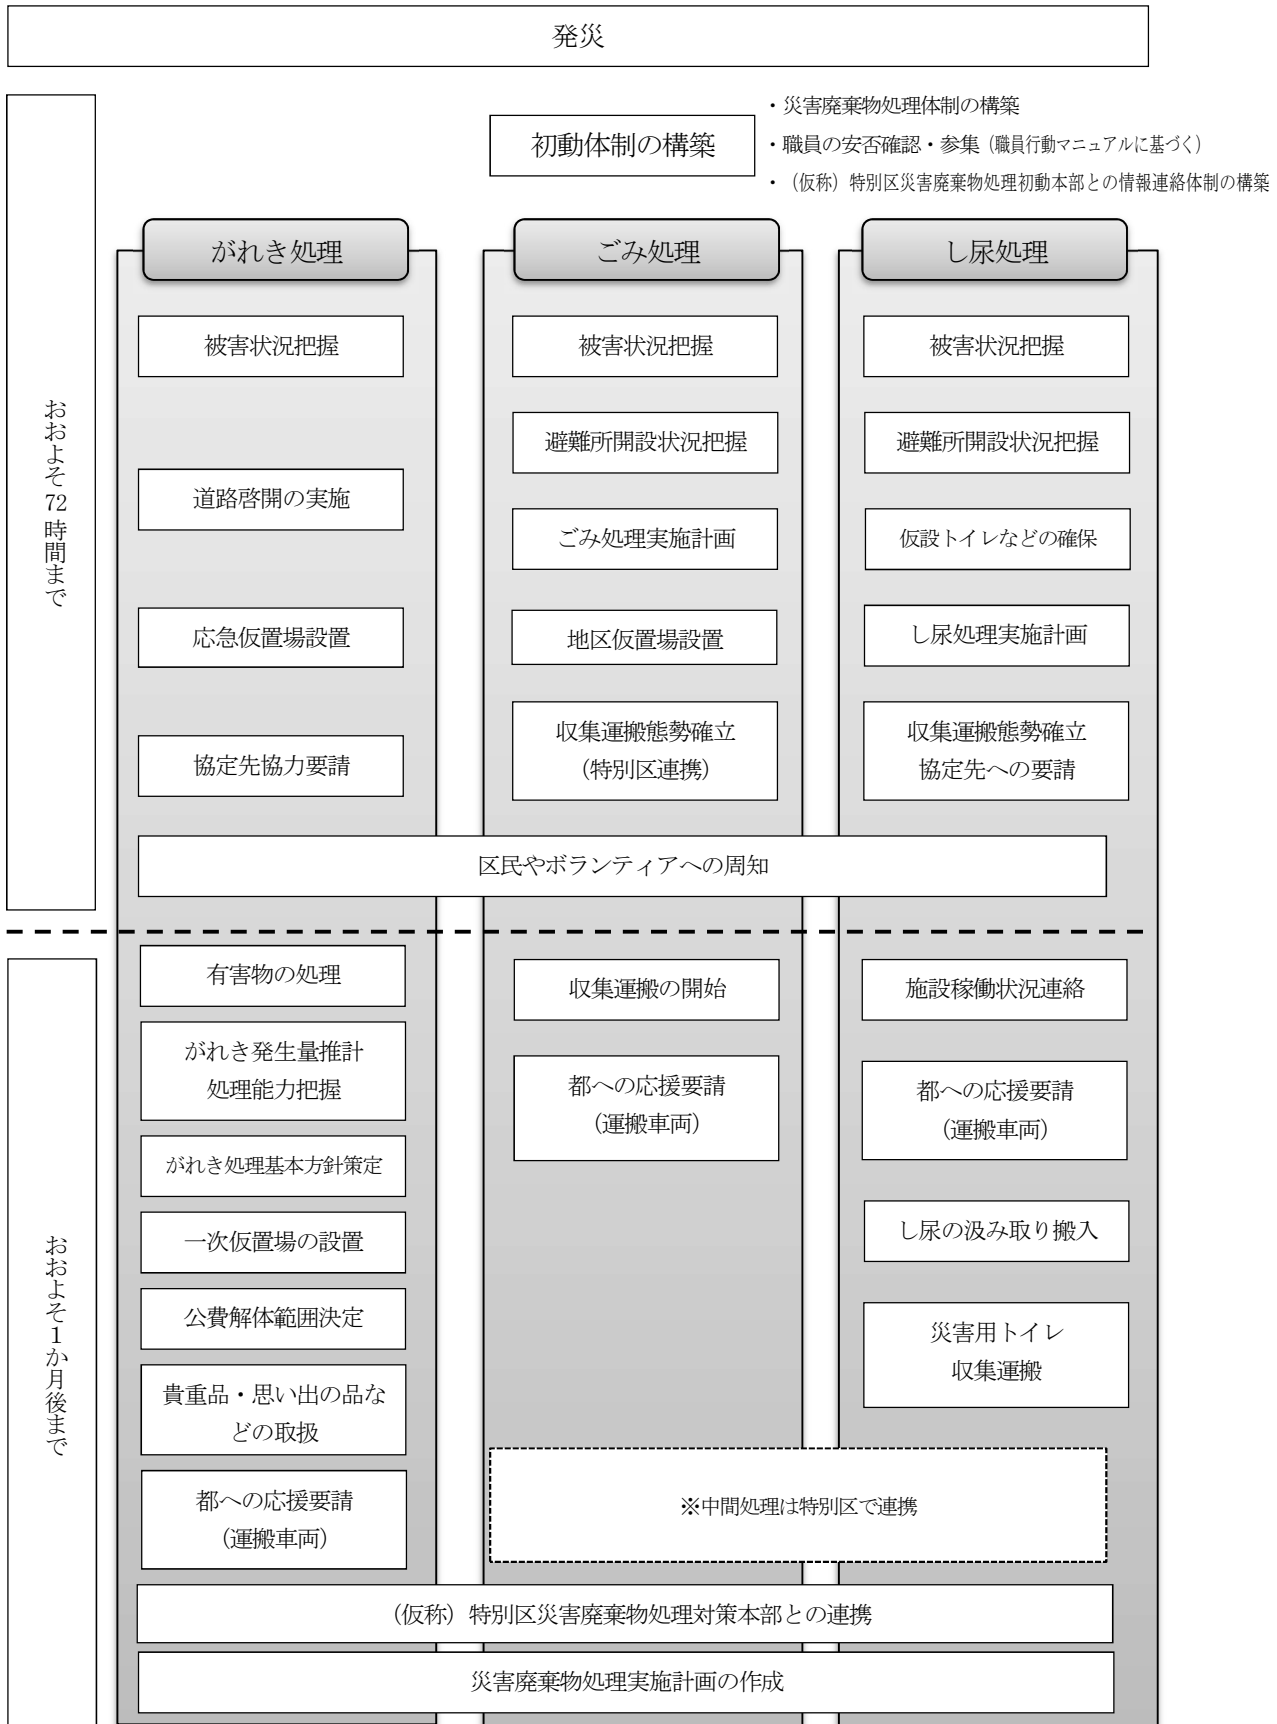 発災
初動体制の構築
・災害廃棄物処理体制の構築
・職員の安否確認・参集（職員行動マニュアルに基づく）
・（仮称）特別区災害廃棄物処理初動本部との情報連絡体制の構築
おおよそ72時間まで
がれき処理
被害状況把握
道路啓開の実施
応急仮置場設置
協定先協力要請
ごみ処理
被害状況把握
避難所開設状況把握
ごみ処理実施計画
地区仮置場設置
収集運搬態勢確立
（特別区連携）
し尿処理
被害状況把握
避難所開設状況把握
仮設トイレなどの確保
し尿処理実施計画
収集運搬態勢確立
協定先への要請
区民やボランティアへの周知
おおよそ１か月後まで
有害物の処理
がれき発生量推計
処理能力把握
がれき処理基本方針策定
一次仮置場の設置
公費解体範囲決定
貴重品・思い出の品な
どの取扱
都への応援要請
（運搬車両）
収集運搬の開始
都への応援要請
（運搬車両）
施設稼働状況連絡
都への応援要請
（運搬車両）
し尿の汲み取り搬入
災害用トイレ
収集運搬
※中間処理は特別区で連携
（仮称）特別区災害廃棄物処理対策本部との連携
災害廃棄物処理実施計画の作成